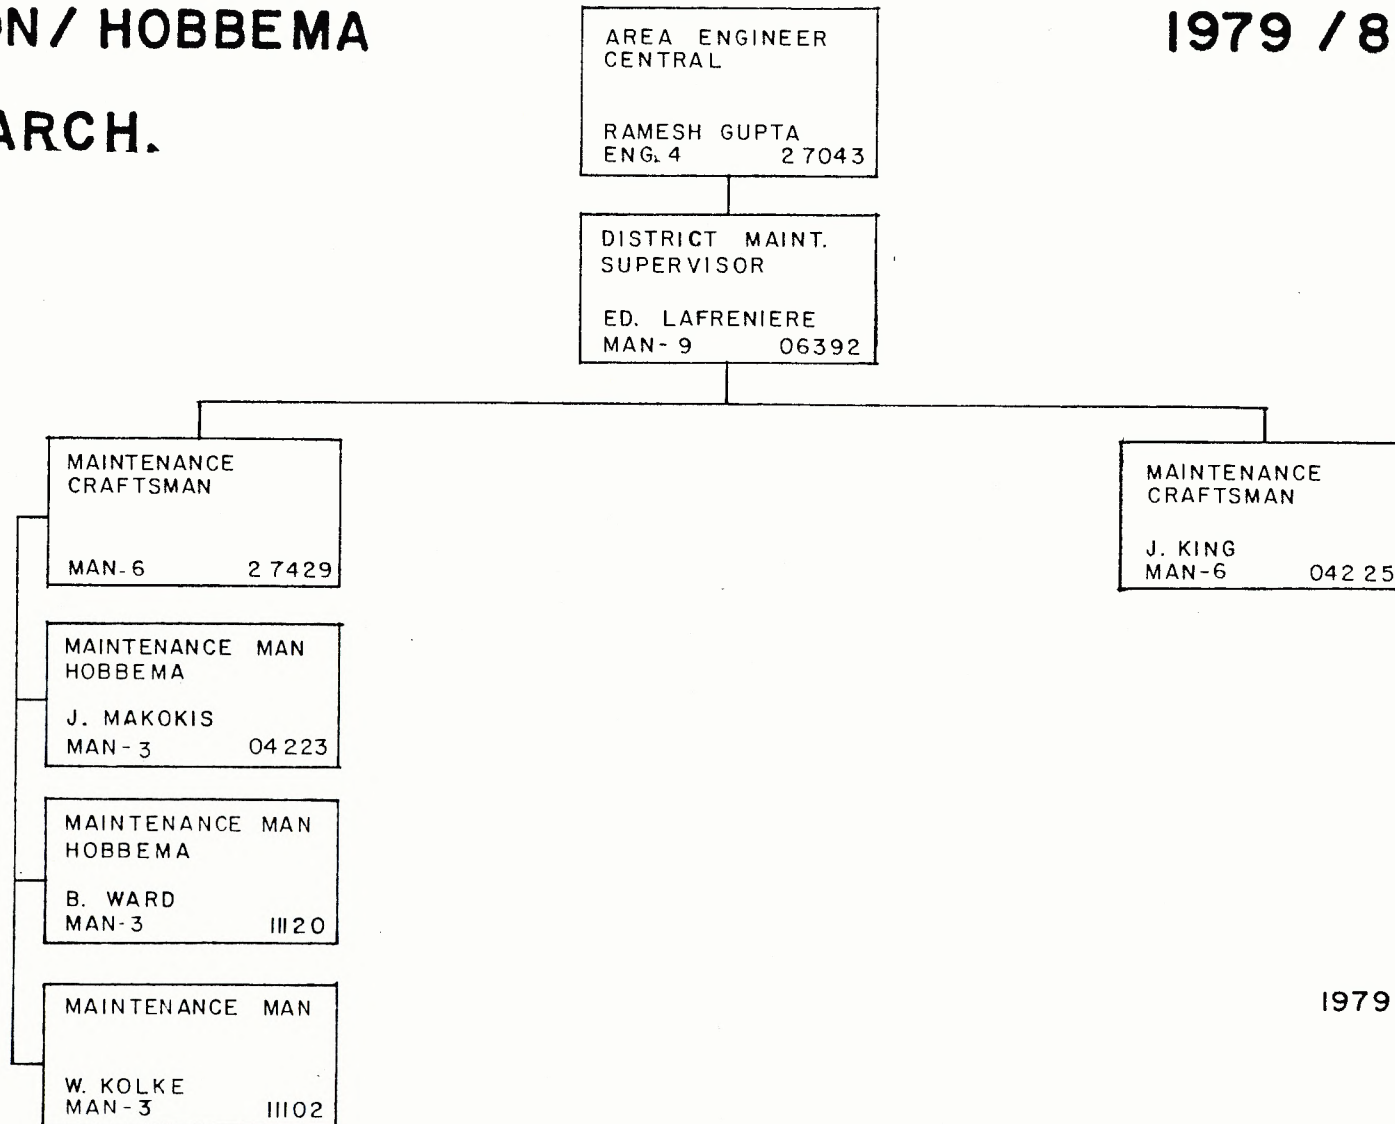 ON/ HOBBEMA
1979 / 8
ARCH.
AREA ENGINEER
CENTRAL
RAMESH GUPTA
ENG. 4 27043
DISTRICT MAINT.
SUPERVISOR
ED. LAFRENIERE
MAN-9 06392
MAINTENANCE
CRAFTSMAN
MAN-6 27429
MAINTENANCE
CRAFTSMAN
J. KING
MAN-6 04225
MAINTENANCE MAN
HOBBEMA
J. MAKOKIS
MAN-3 04223
MAINTENANCE MAN
HOBBEMA
B. WARD
MAN-3 11120
1979
MAINTENANCE MAN
W. KOLKE
MAN-3 11102